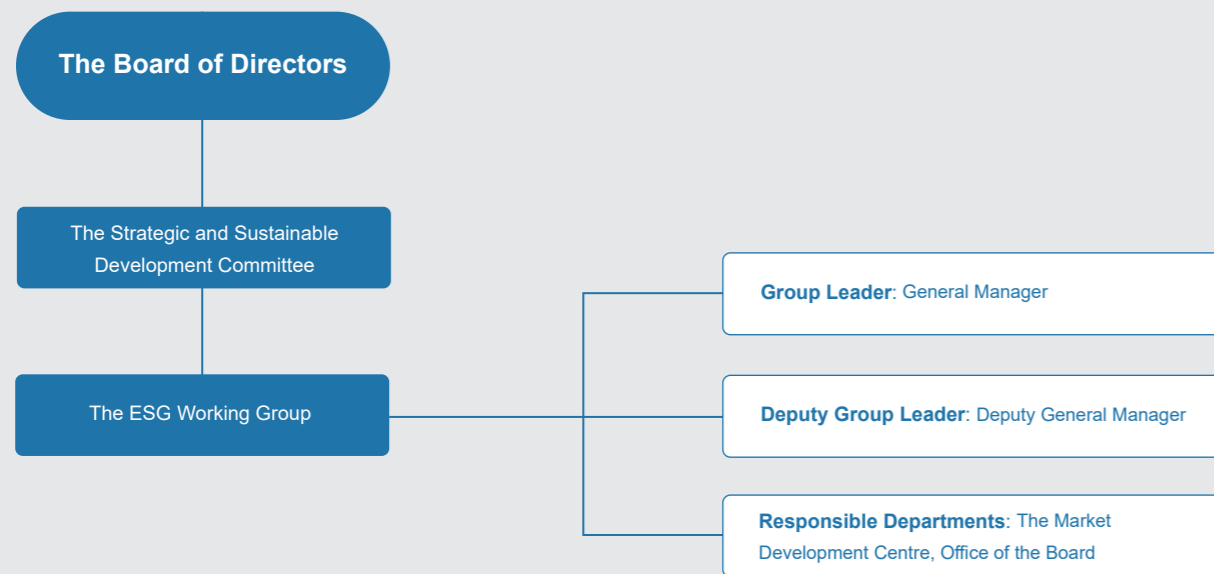 The Board of Directors
The Strategic and Sustainable
Development Committee
The ESG Working Group
Group Leader: General Manager
Deputy Group Leader: Deputy General Manager
Responsible Departments: The Market
Development Centre, Office of the Board